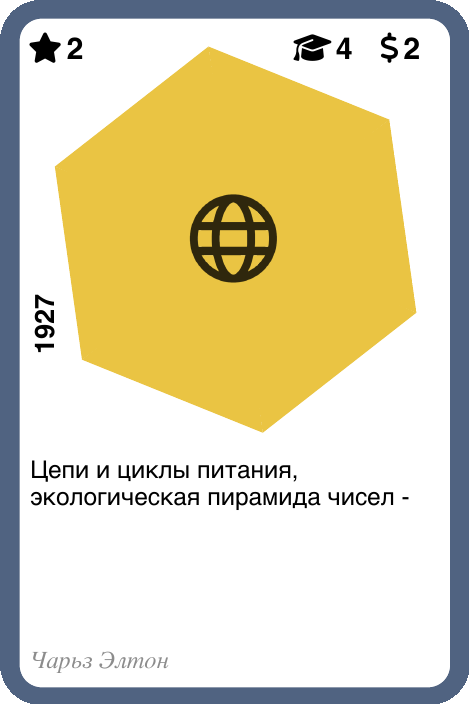 2
4
$2
1927
Цепи и циклы питания,
экологическая пирамида чисел -
Чарьз Элтон